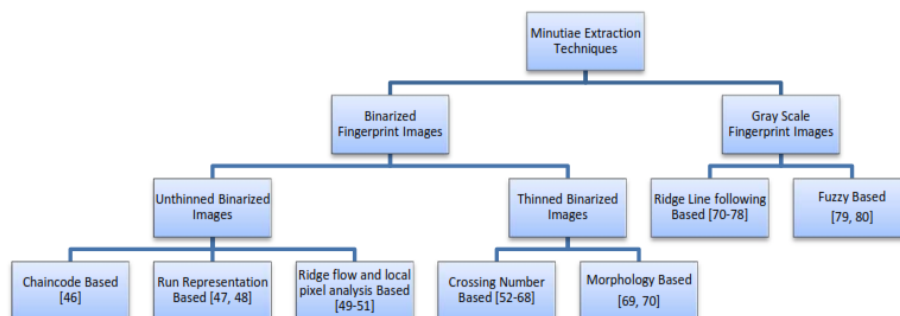 Minutiae Extraction
Techniques
Binarized
Fingerprint Images
Gray Scale
Fingerprint Images
Unthinned Binarized
Images
Thinned Binarized
Images
Ridge Line following
Based [70-78]
Fuzzy Based
[79, 80]
Chaincode Based
[46]
Run Representation
Based [47, 48]
Ridge flow and local
pixel analysis Based
[49-51]
Crossing Number
Based [52-68]
Morphology Based
[69, 70]